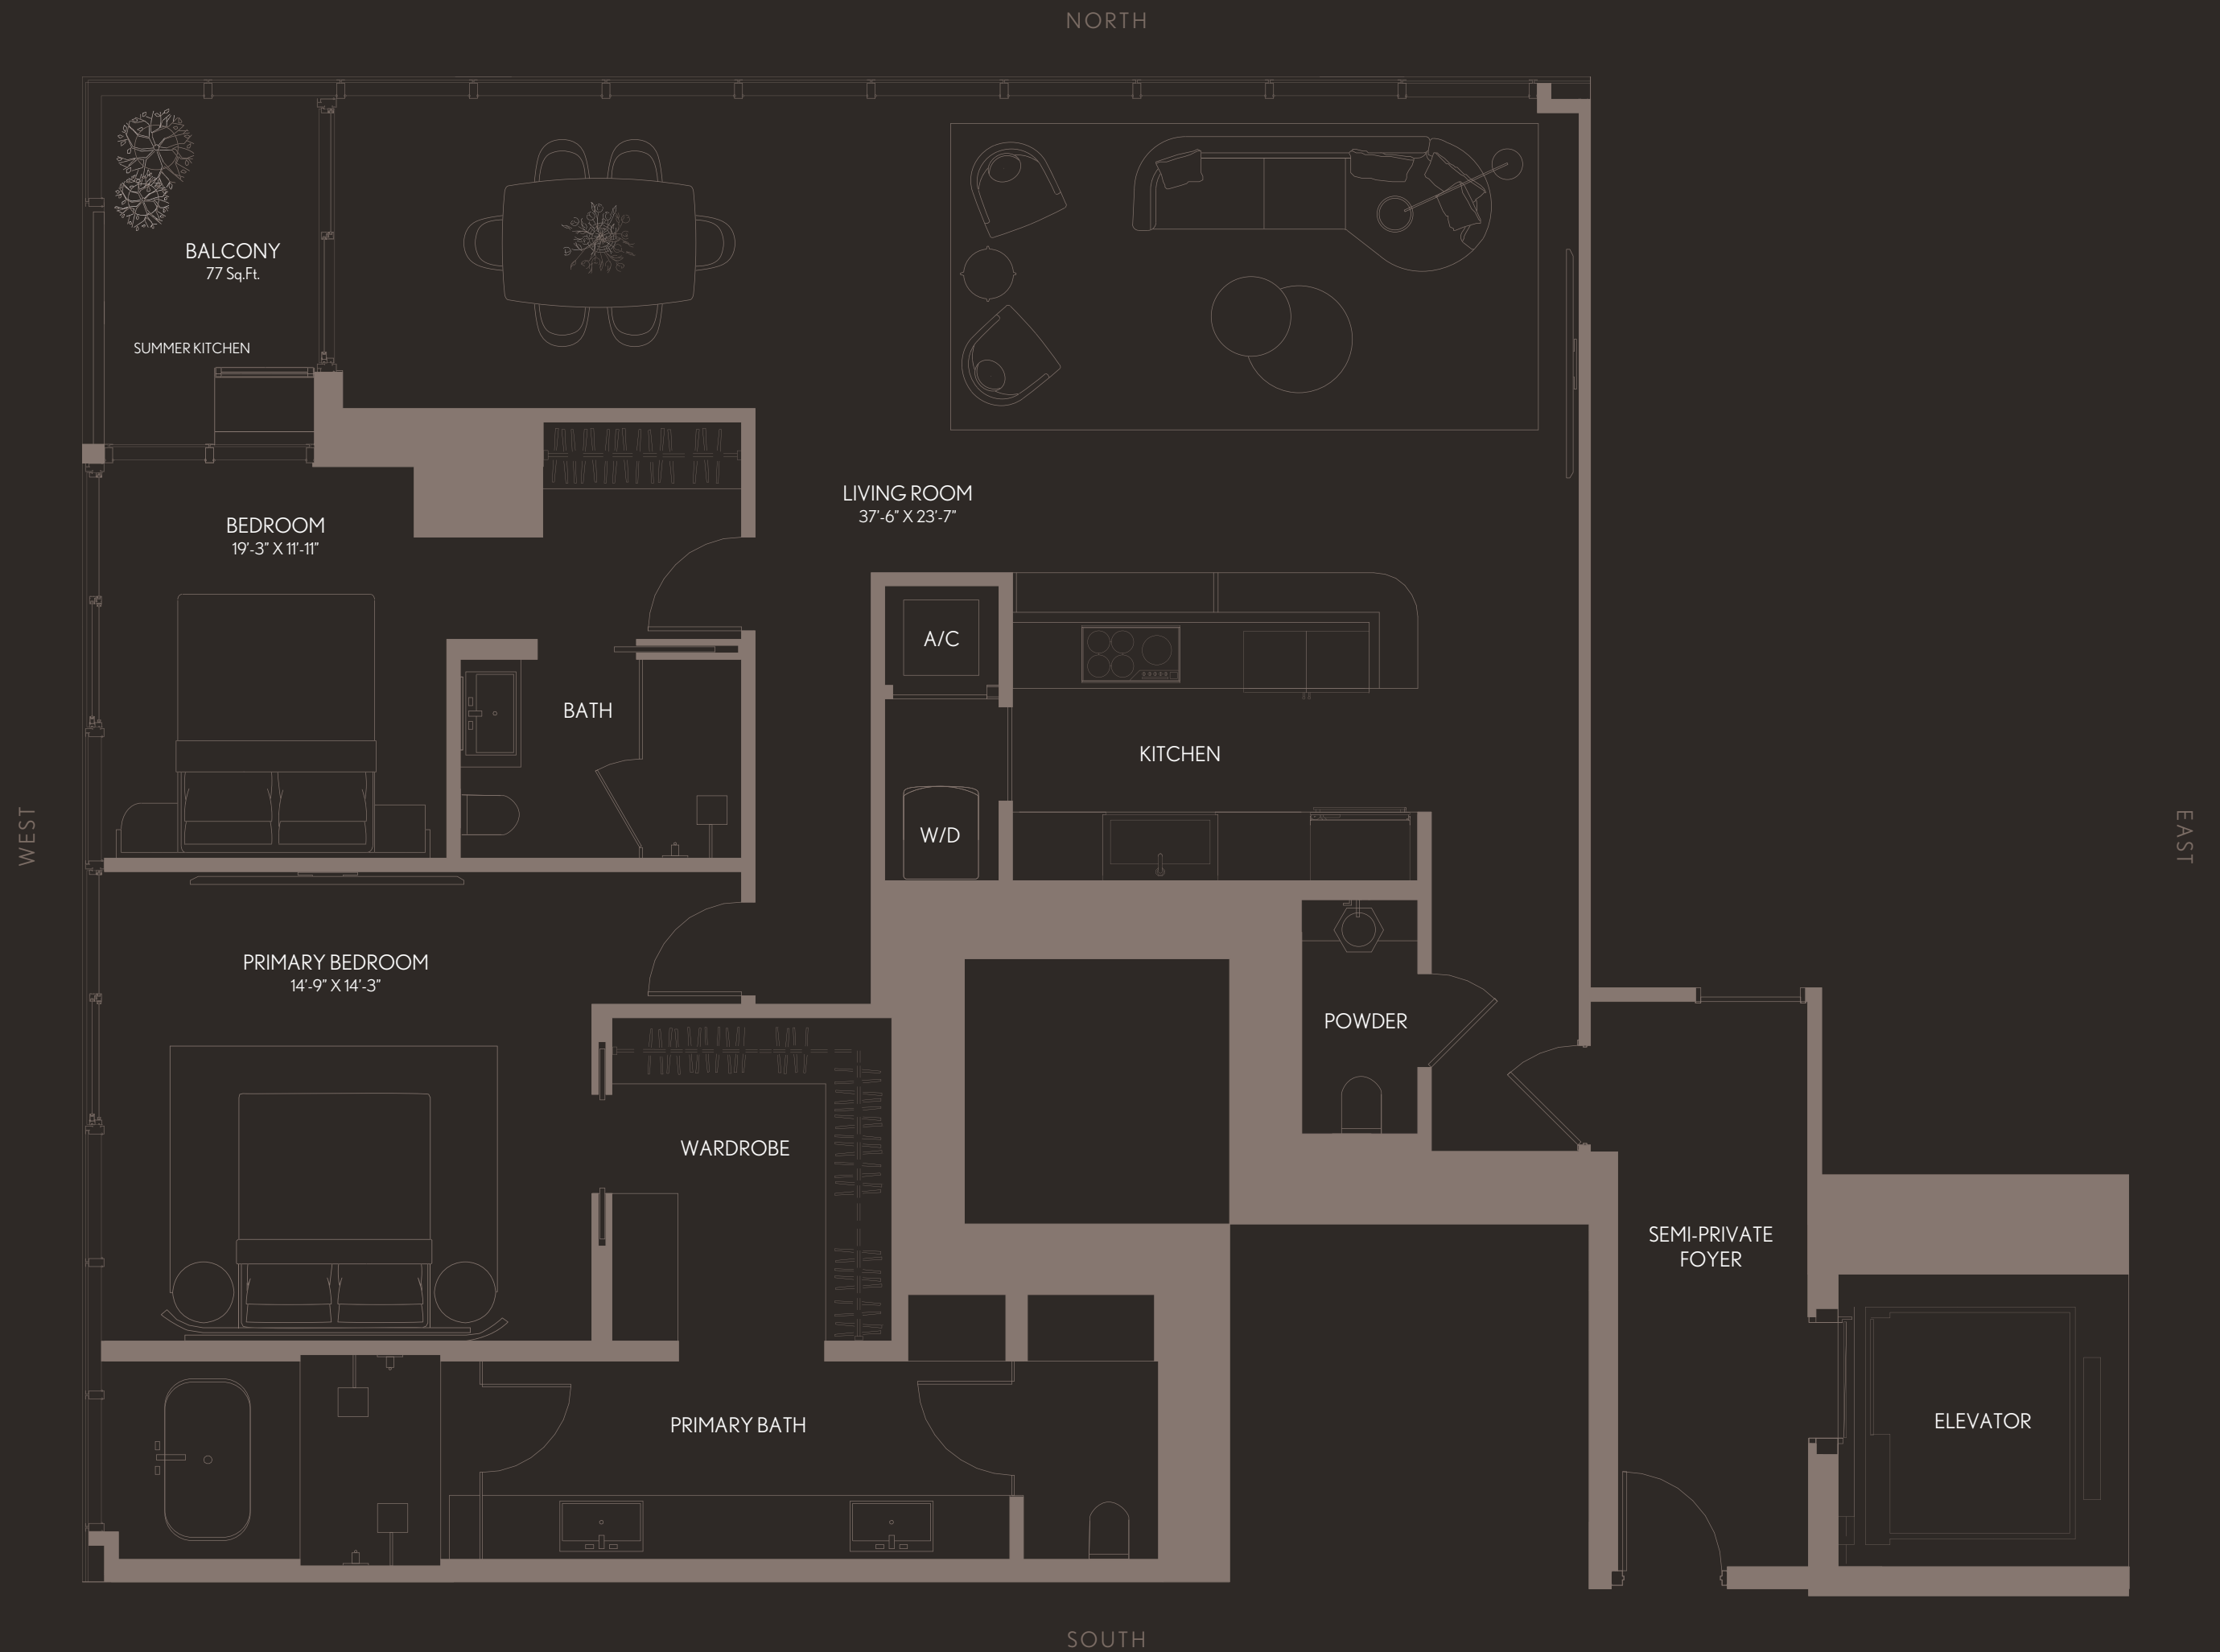 NORTH
BALCONY
77 Sq.Ft.
SUMMER KITCHEN
LIVING ROOM
37'-6" X 23'-7"
BEDROOM
19'-3" X 11'-11"
A/C
BATH
KITCHEN
WEST
EAST
W/D
PRIMARY BEDROOM
14'-9" X 14'-3"
POWDER
WARDROBE
SEMI-PRIVATE
FOYER
PRIMARY BATH
ELEVATOR
SOUTH